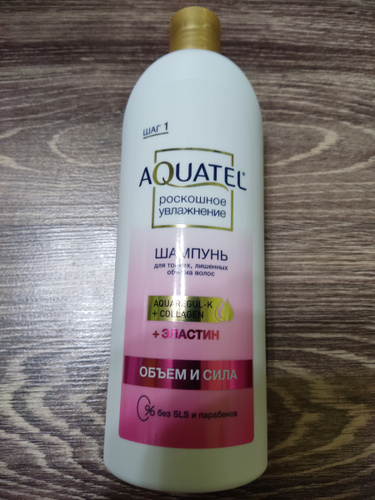 ШАГ 1
AQUATEL
роскошное
увлажнение
ШАМПУНЬ
для тонких, лишенных
объема волос
AQUAREGUL-K
+ COLLAGEN
+ ЭЛАСТИН
ОБЪЕМ И СИЛА
0% без SLS и парабенов